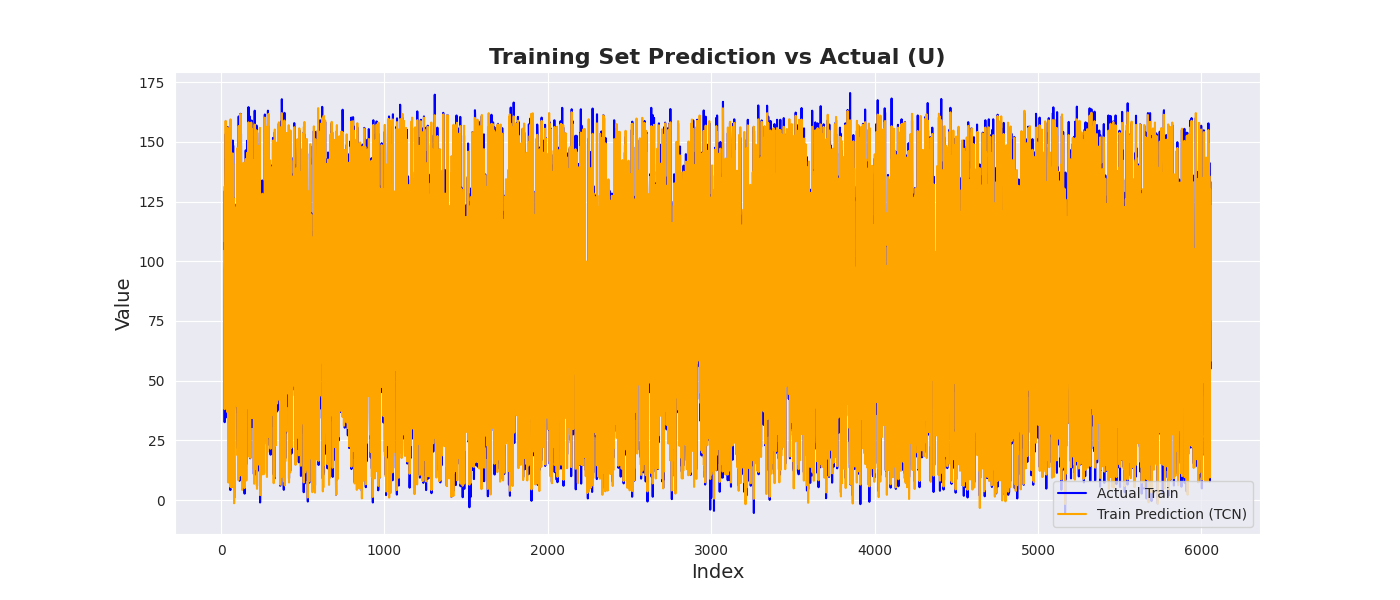 Training Set Prediction vs Actual (U)
175
150
125
100
75
50
25
0
Value
0 1000 2000 3000 4000 5000 6000
Index
Actual Train
Train Prediction (TCN)